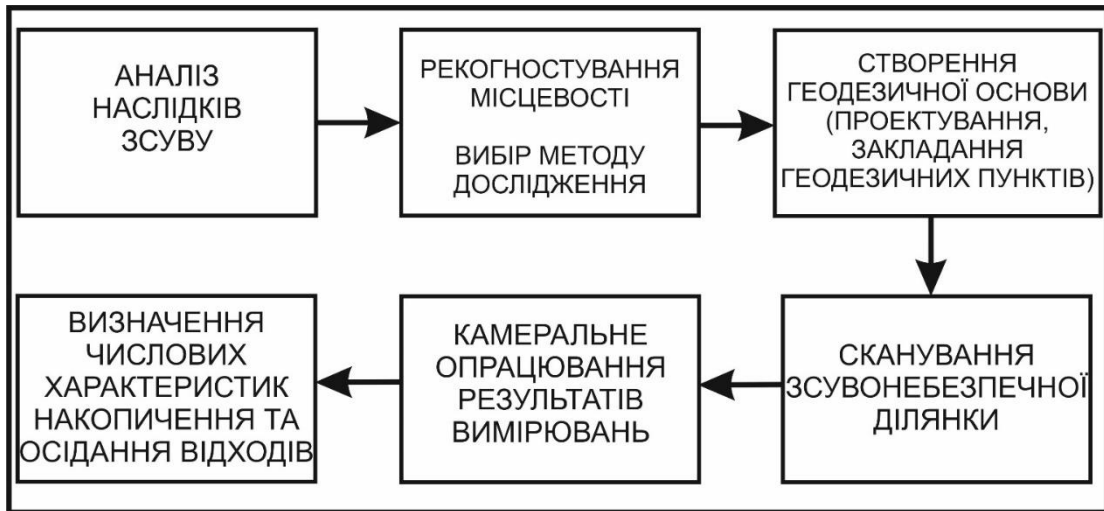 АНАЛІЗ
НАСЛІДКІВ
ЗСУВУ
РЕКОГНОСТУВАННЯ
МІСЦЕВОСТІ
ВИБІР МЕТОДУ
ДОСЛІДЖЕННЯ
СТВОРЕННЯ
ГЕОДЕЗИЧНОЇ ОСНОВИ
(ПРОЕКТУВАННЯ,
ЗАКЛАДАННЯ
ГЕОДЕЗИЧНИХ ПУНКТІВ)
СКАНУВАННЯ
ЗСУВОНЕБЕЗПЕЧНОЇ
ДІЛЯНКИ
КАМЕРАЛЬНЕ
ОПРАЦЮВАННЯ
РЕЗУЛЬТАТІВ
ВИМІРЮВАНЬ
ВИЗНАЧЕННЯ
ЧИСЛОВИХ
ХАРАКТЕРИСТИК
НАКОПИЧЕННЯ ТА
ОСІДАННЯ ВІДХОДІВ